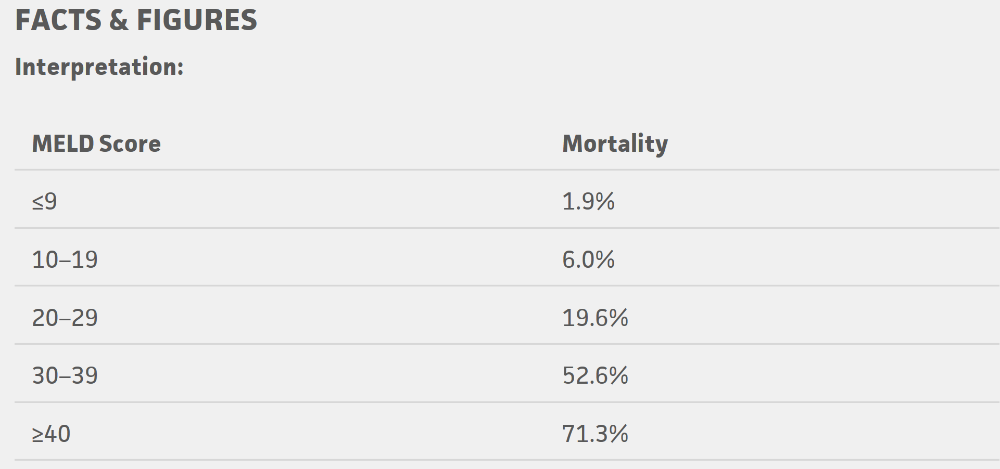 FACTS & FIGURES
Interpretation:
MELD Score Mortality
≤9 1.9%
10–19 6.0%
20–29 19.6%
30–39 52.6%
≥40 71.3%